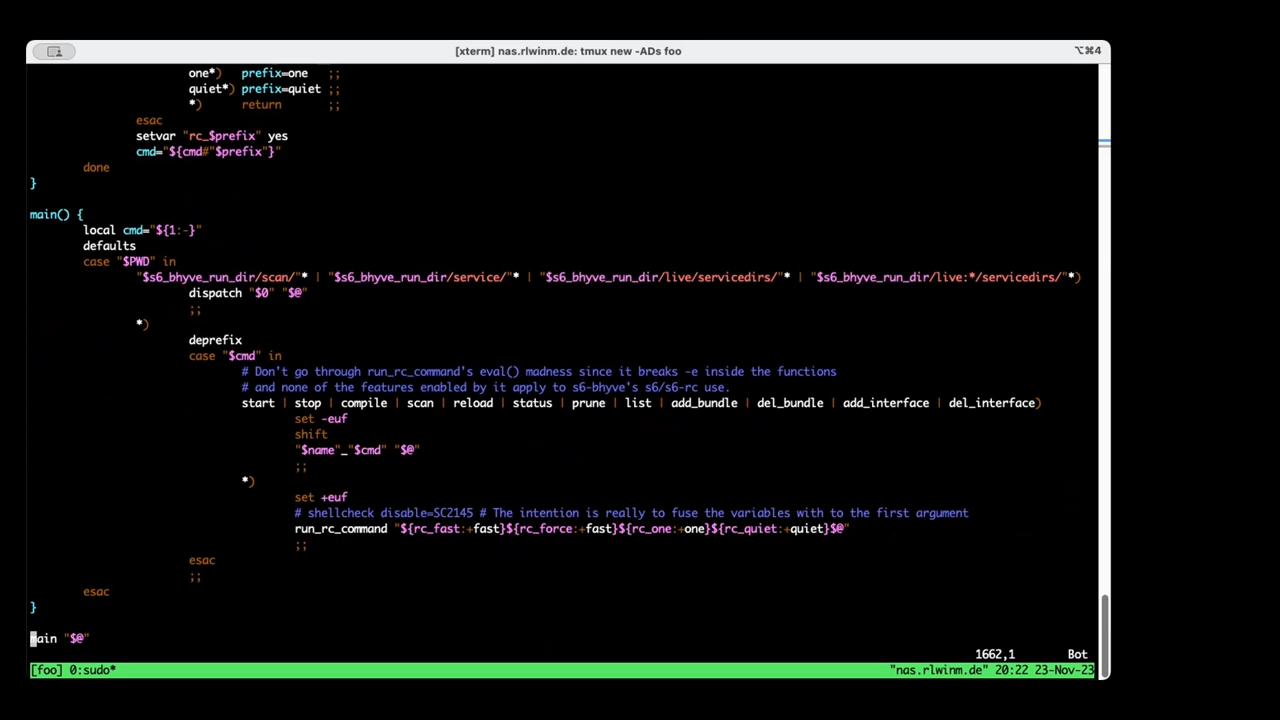 [xterm] nas.rlwinm.de: tmux new -ADs foo
⌥⌘4
one*)   prefix=one   ;;
quiet*) prefix=quiet ;;
*)      return       ;;
esac
setvar "rc_$prefix" yes
cmd="${cmd#"$prefix"}"
done
}
main() {
local cmd="${1:-}"
defaults
case "$PWD" in
"$s6_bhyve_run_dir/scan/"* | "$s6_bhyve_run_dir/service/"* | "$s6_bhyve_run_dir/live/servicedirs/"* | "$s6_bhyve_run_dir/live:*/servicedirs/"*)
dispatch "$0" "$@"
;;
*)
deprefix
case "$cmd" in
# Don't go through run_rc_command's eval() madness since it breaks -e inside the functions
# and none of the features enabled by it apply to s6-bhyve's s6/s6-rc use.
start | stop | compile | scan | reload | status | prune | list | add_bundle | del_bundle | add_interface | del_interface)
set -euf
shift
"$name"_"$cmd" "$@"
;;
*)
set +euf
# shellcheck disable=SC2145 # The intention is really to fuse the variables with to the first argument
run_rc_command "${rc_fast:+fast}${rc_force:+fast}${rc_one:+one}${rc_quiet:+quiet}$@"
;;
esac
;;
esac
}
main "$@"
1662,1 Bot
[foo] 0:sudo* "nas.rlwinm.de" 20:22 23-Nov-23